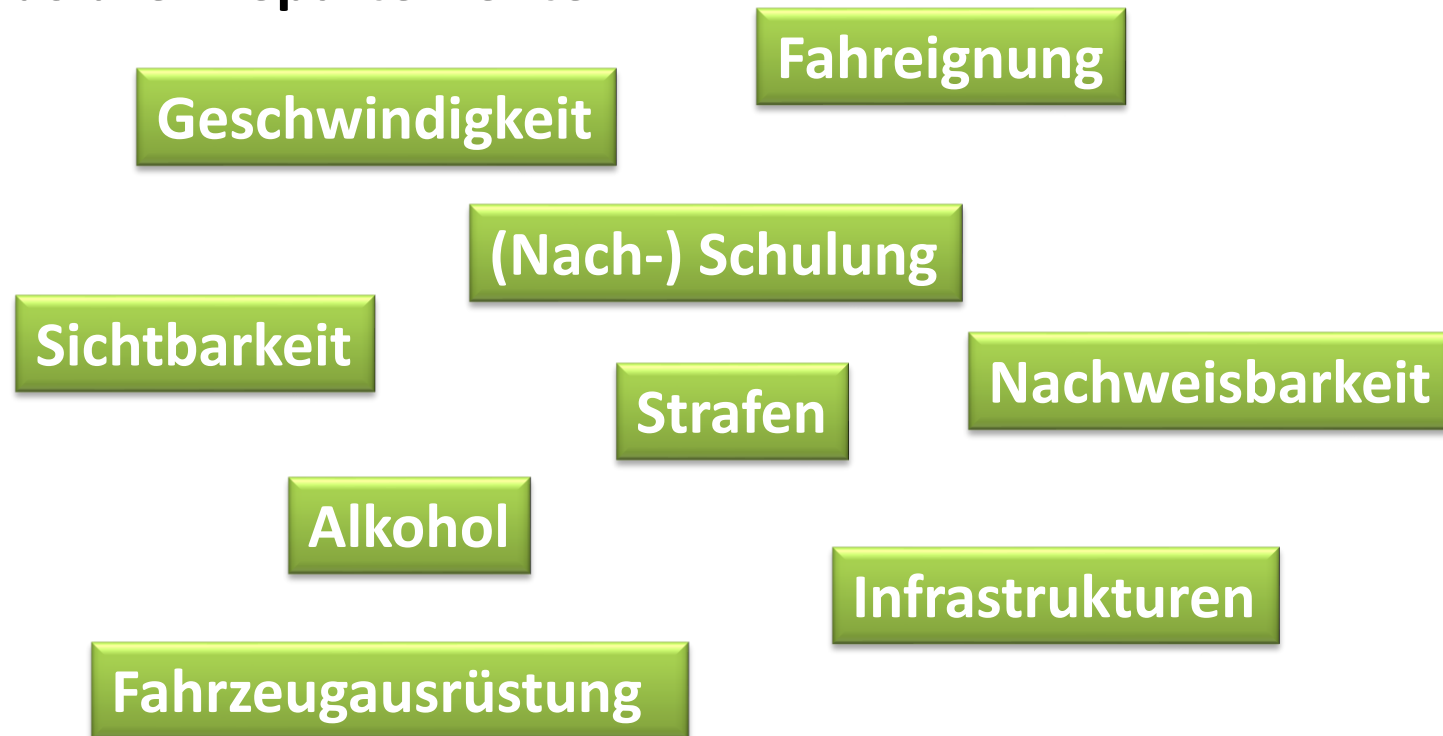 Fahreignung
Geschwindigkeit
(Nach-) Schulung
Sichtbarkeit
Nachweisbarkeit
Strafen
Alkohol
Infrastrukturen
Fahrzeugausrüstung